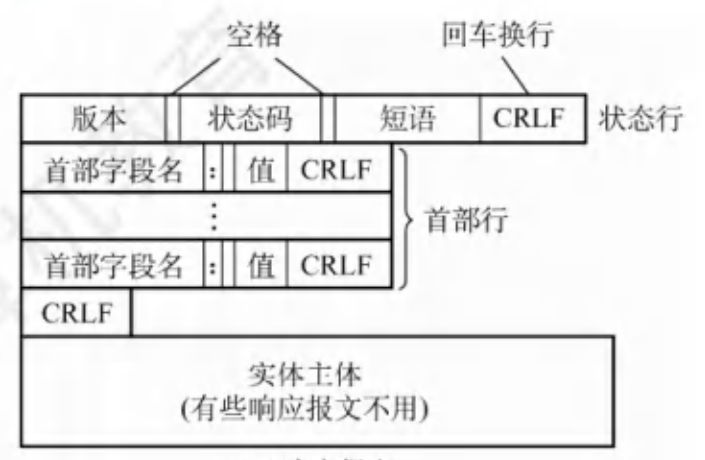 空格 回车换行
版本 状态码 短语 CRLF 状态行
首部字段名 : 值 CRLF
⋮ 首部行
首部字段名 : 值 CRLF
CRLF
实体主体
(有些响应报文不用)